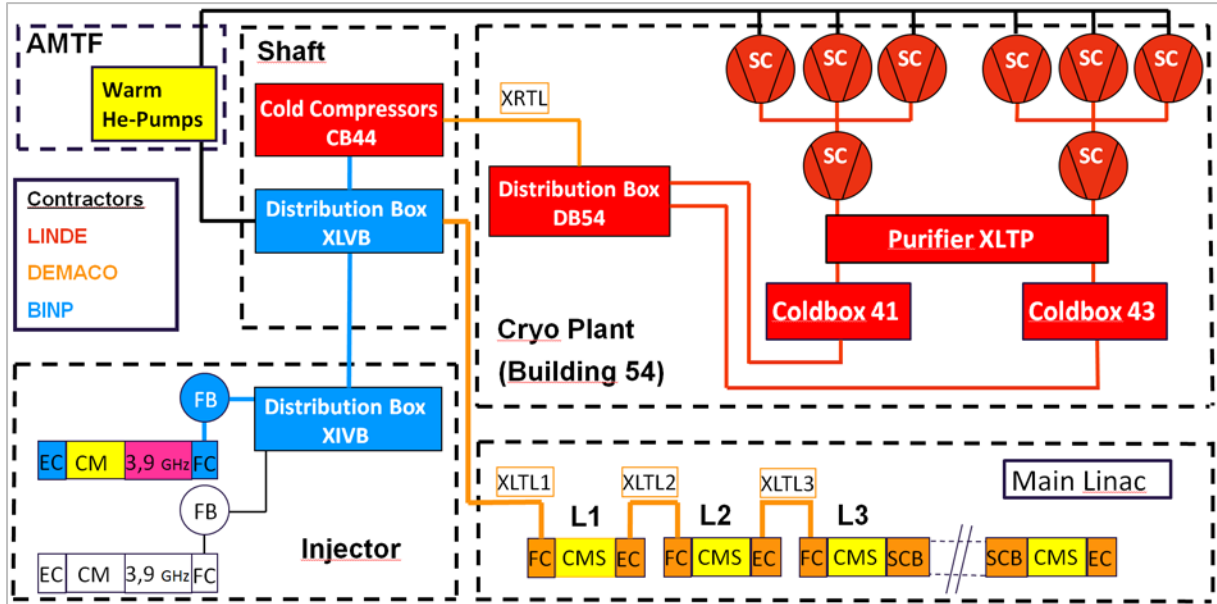 AMTF
Warm
He-Pumps
Contractors
LINDE
DEMACO
BINP
Shaft
Cold Compressors
CB44
Distribution Box
XLVB
XRTL
SC
SC
SC
SC
SC
SC
SC
SC
Distribution Box
DB54
Purifier XLTP
Coldbox 41
Coldbox 43
Cryo Plant
(Building 54)
FB
Distribution Box
XIVB
EC CM 3,9 GHz FC
FB
EC CM 3,9 GHz FC
Injector
XLTL1
XLTL2
XLTL3
Main Linac
L1
L2
L3
FC CMS EC
FC CMS EC
FC CMS SCB
SCB CMS EC